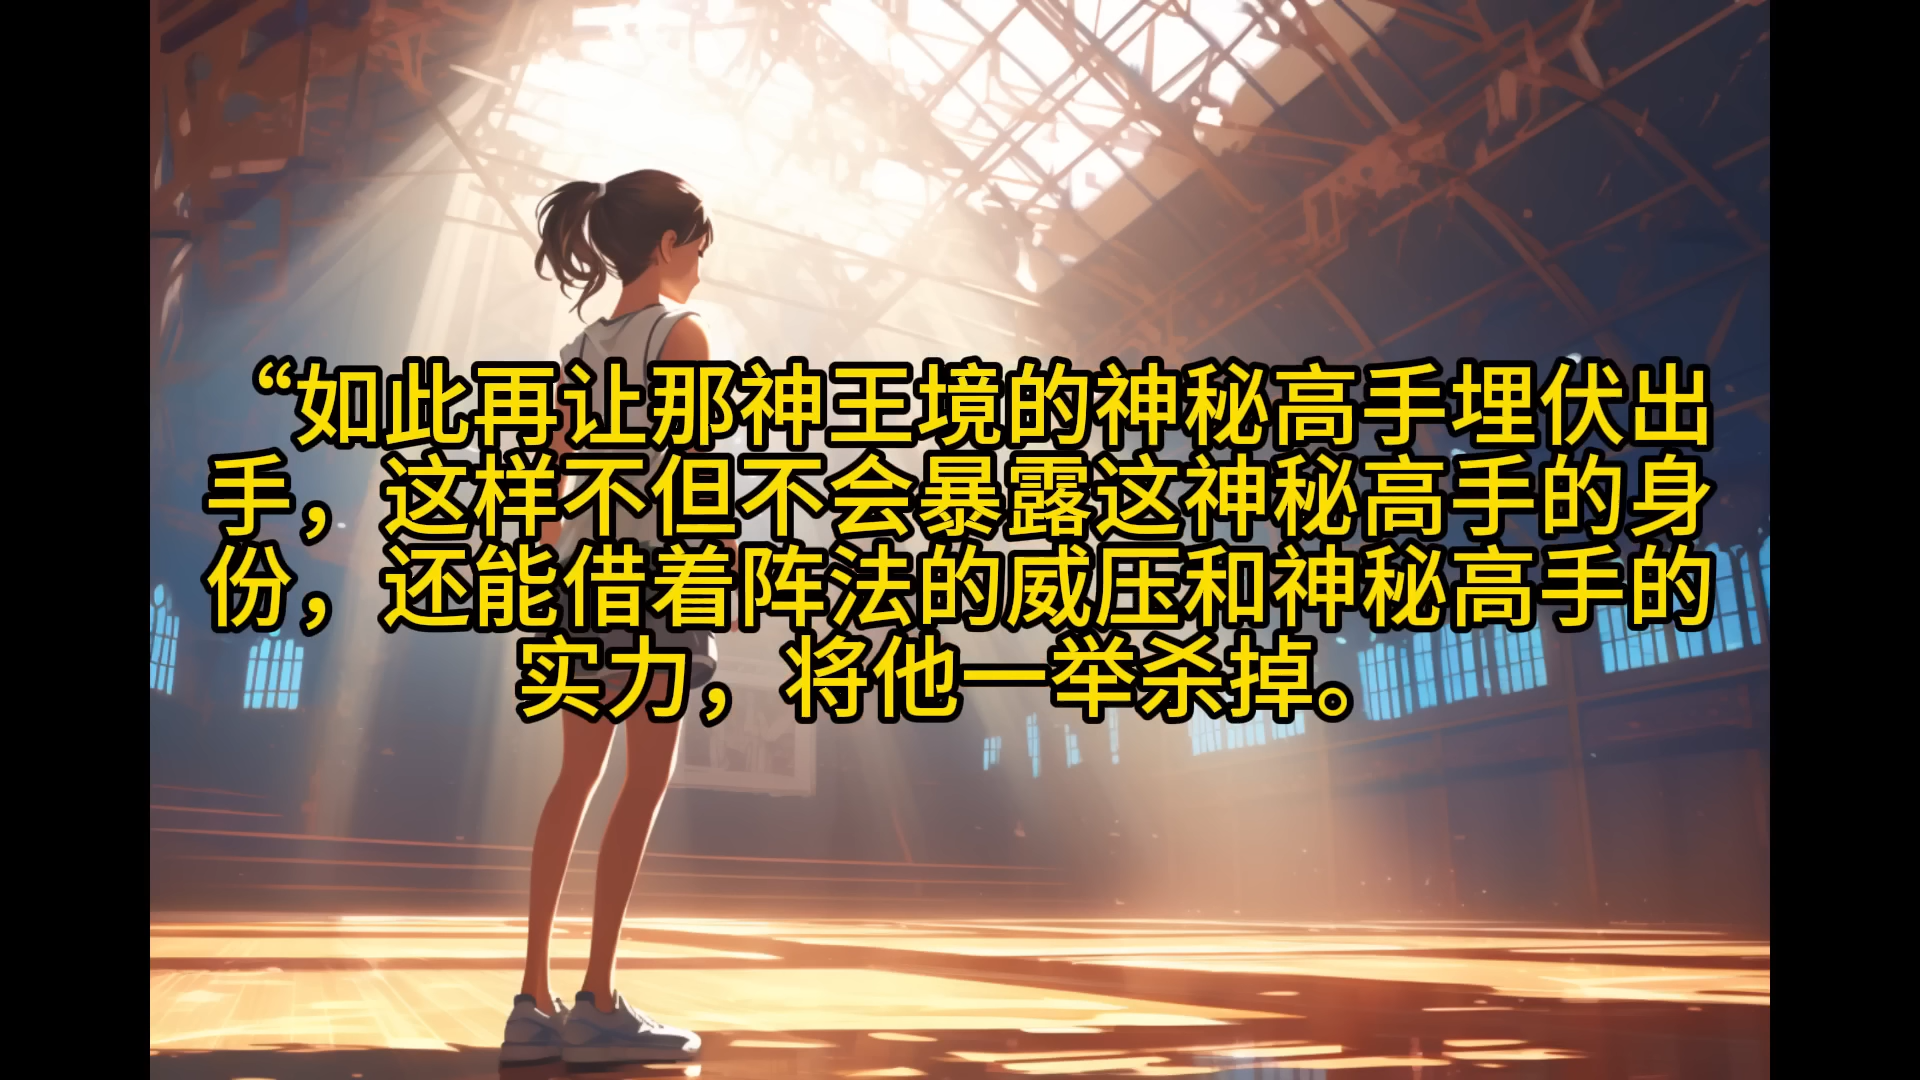 “如此再让那神王境的神秘高手埋伏出
手，这样不但不会暴露这神秘高手的身
份，还能借着阵法的威压和神秘高手的
实力，将他一举杀掉。